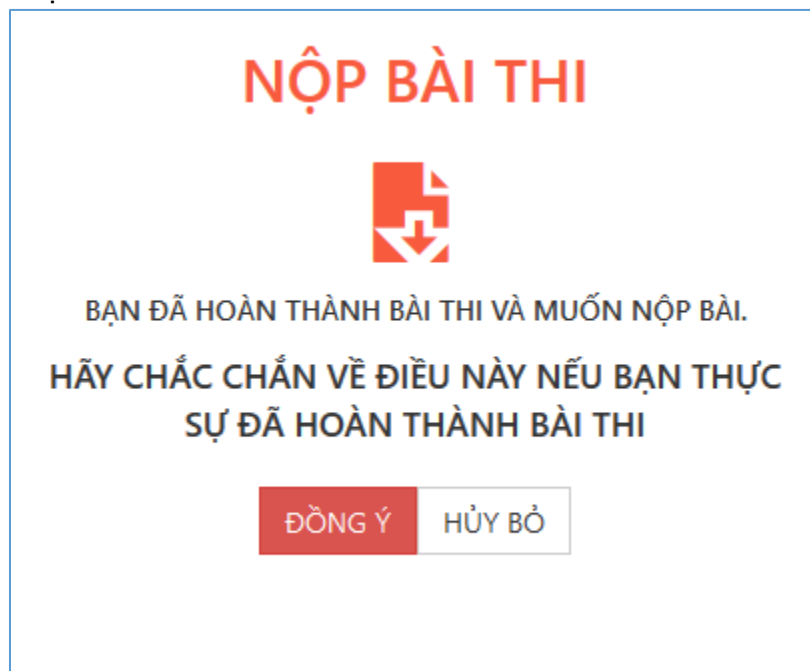 NỘP BÀI THI
BẠN ĐÃ HOÀN THÀNH BÀI THI VÀ MUỐN NỘP BÀI.
HÃY CHẮC CHẮN VỀ ĐIỀU NÀY NẾU BẠN THỰC
SỰ ĐÃ HOÀN THÀNH BÀI THI
ĐỒNG Ý HỦY BỎ